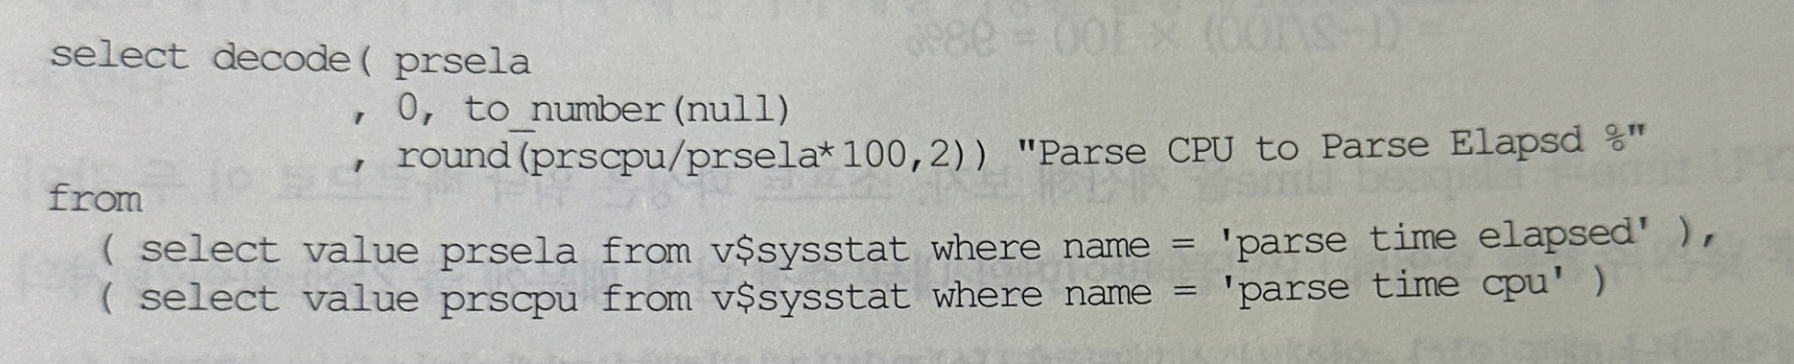 select decode( prsela
, 0, to_number(null)
, round(prscpu/prsela*100,2)) "Parse CPU to Parse Elapsd %"
from
( select value prsela from v$sysstat where name = 'parse time elapsed' ),
( select value prscpu from v$sysstat where name = 'parse time cpu' )